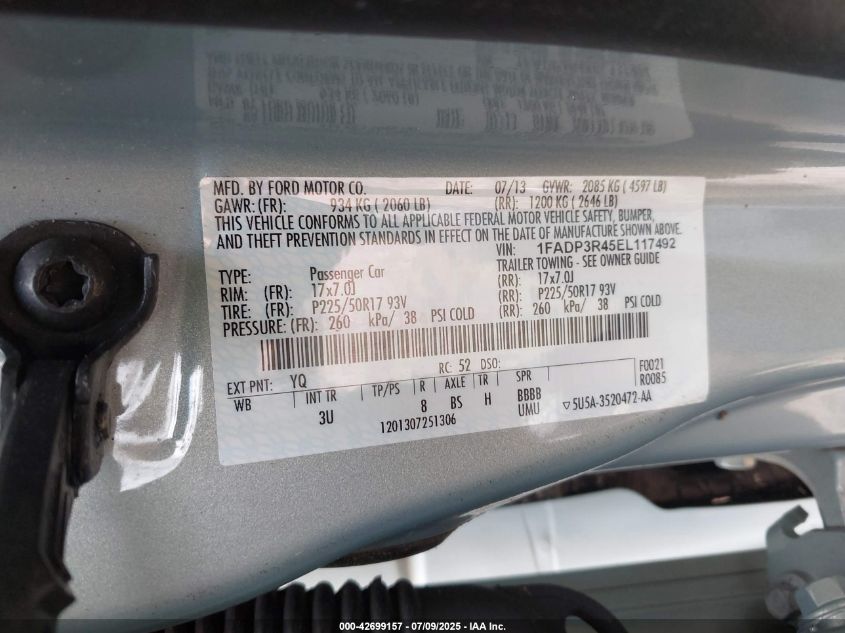 MFD. BY FORD MOTOR CO. DATE: 07/13 GVWR: 2085 KG ( 4597 LB)
GAWR: (FR): 934 KG ( 2060 LB) (RR): 1200 KG ( 2646 LB)
THIS VEHICLE CONFORMS TO ALL APPLICABLE FEDERAL MOTOR VEHICLE SAFETY, BUMPER,
AND THEFT PREVENTION STANDARDS IN EFFECT ON THE DATE OF MANUFACTURE SHOWN ABOVE.
VIN: 1FADP3R45EL117492
TYPE: Passenger Car TRAILER TOWING - SEE OWNER GUIDE
RIM: (FR): 17x7.0J (RR): 17x7.0J
TIRE: (FR): P225/50R17 93V (RR): P225/50R17 93V
PRESSURE: (FR): 260 kPa/ 38 PSI COLD (RR): 260 kPa/ 38 PSI COLD
RC: 52 DSO: F0021
EXT PNT: YQ R0085
WB INT TR TP/PS R AXLE TR SPR
3U 8 BS H BBBB
UMU ▽5U5A-3520472-AA
1201307251306
000-42699157 | 07/09/2025 - IAA Inc.